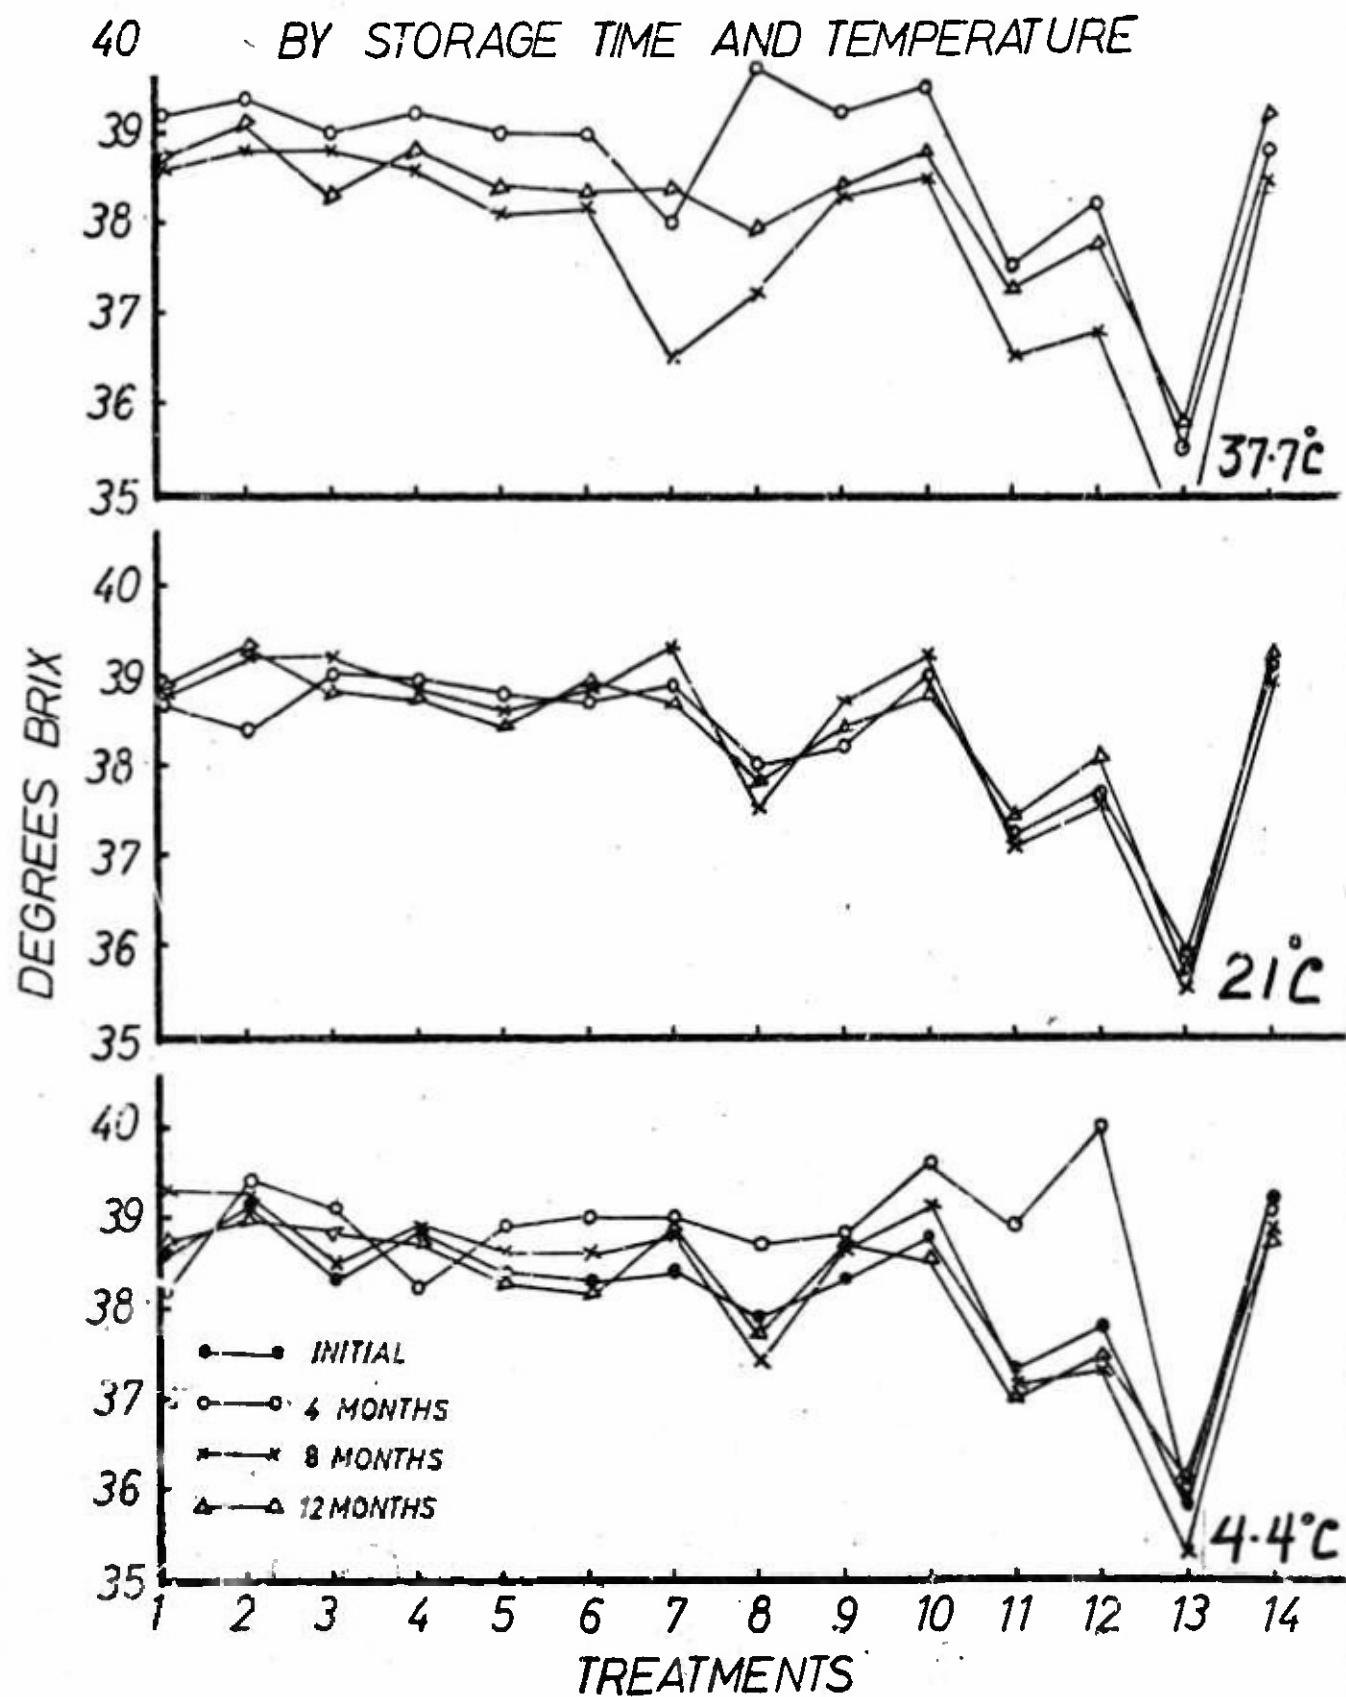 40 BY STORAGE TIME AND TEMPERATURE
39
38
37
36
35
37.7°C
DEGREES BRIX
40
39
38
37
36
35
21°C
40
39
38
37
36
35
INITIAL
4 MONTHS
8 MONTHS
12 MONTHS
4.4°C
1 2 3 4 5 6 7 8 9 10 11 12 13 14
TREATMENTS